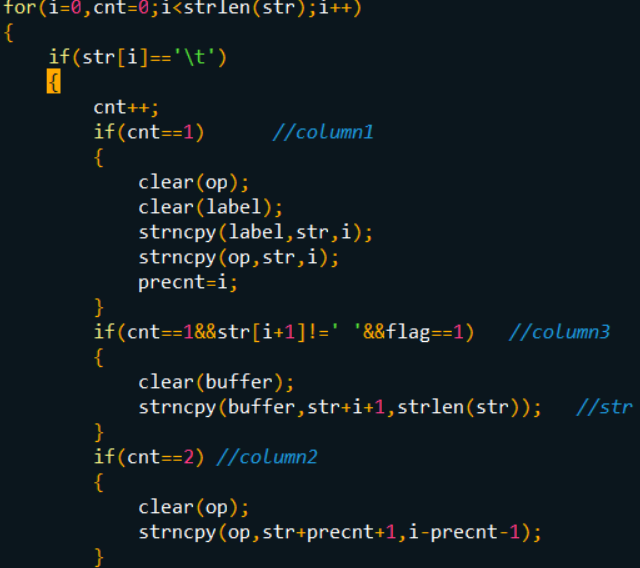 for(i=0,cnt=0;i<strlen(str);i++)
{
if(str[i]=='\t')
{
cnt++;
if(cnt==1) //column1
{
clear(op);
clear(label);
strncpy(label,str,i);
strncpy(op,str,i);
precnt=i;
}
if(cnt==1&&str[i+1]!=' '&&flag==1) //column3
{
clear(buffer);
strncpy(buffer,str+i+1,strlen(str)); //str
}
if(cnt==2) //column2
{
clear(op);
strncpy(op,str+precnt+1,i-precnt-1);
}